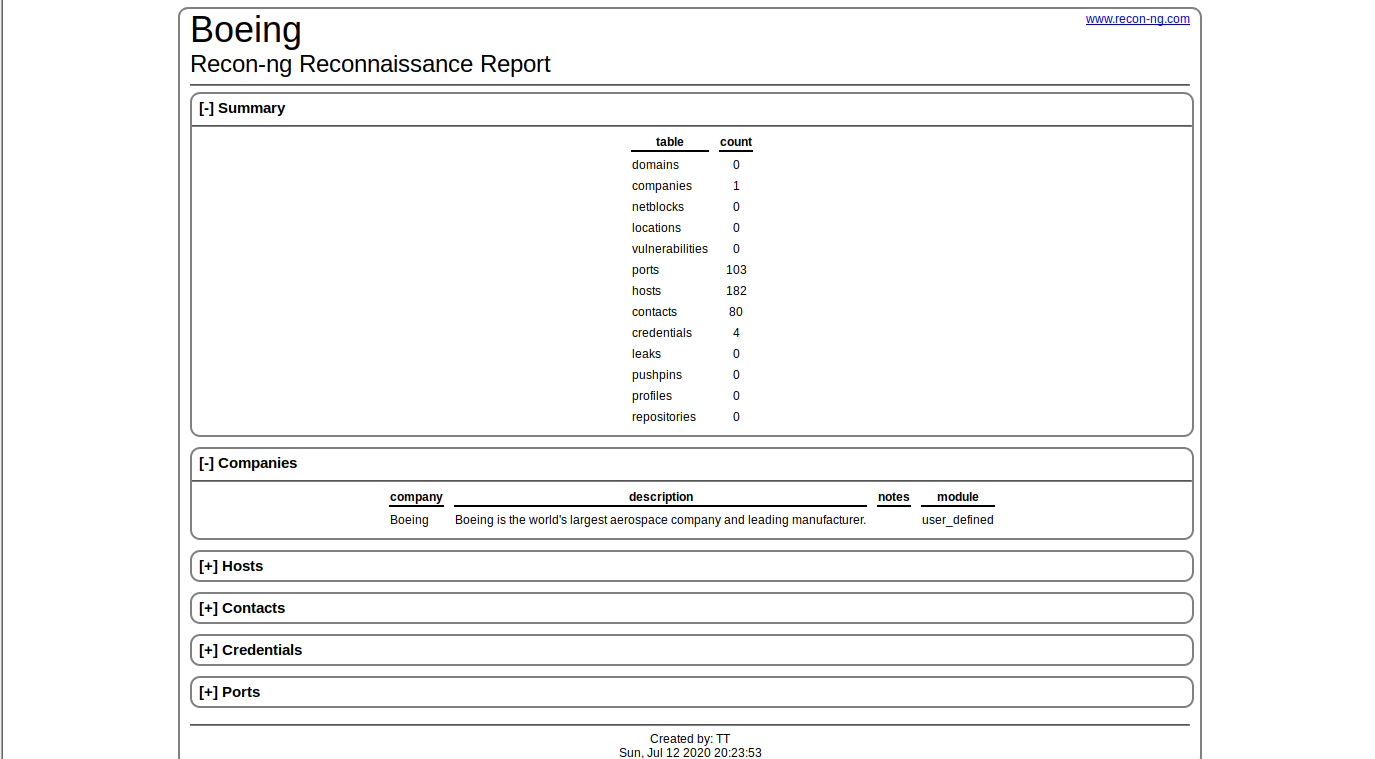 Boeing
www.recon-ng.com
Recon-ng Reconnaissance Report
[-] Summary
table count
domains 0
companies 1
netblocks 0
locations 0
vulnerabilities 0
ports 103
hosts 182
contacts 80
credentials 4
leaks 0
pushpins 0
profiles 0
repositories 0
[-] Companies
company description notes module
Boeing Boeing is the world's largest aerospace company and leading manufacturer. user_defined
[+] Hosts
[+] Contacts
[+] Credentials
[+] Ports
Created by: TT
Sun, Jul 12 2020 20:23:53